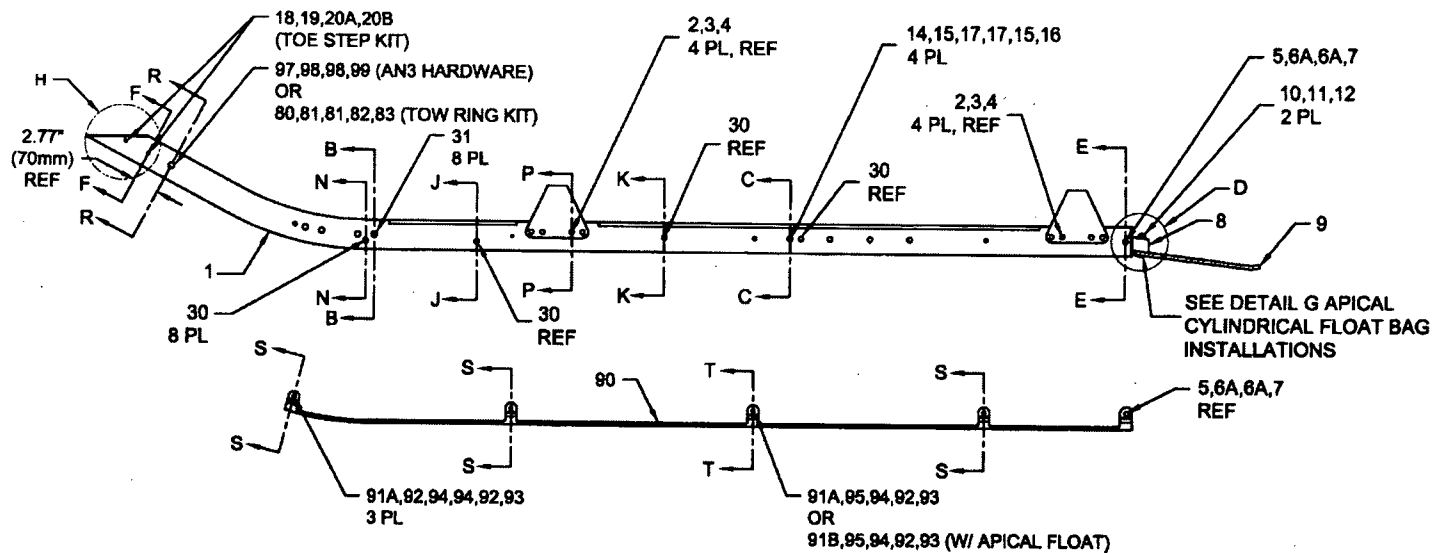 18,19,20A,20B
(TOE STEP KIT)
97,98,98,99 (AN3 HARDWARE)
OR
80,81,81,82,83 (TOW RING KIT)
2,3,4
4 PL, REF
14,15,17,17,15,16
4 PL
2,3,4
4 PL, REF
5,6A,6A,7
10,11,12
2 PL
H
R
F
2.77"
(70mm)
REF
F
R
B
31
8 PL
N
J
P
30
REF
K
C
30
REF
E
D
8
9
1
N
B
J
P
K
C
E
30
8 PL
30
REF
SEE DETAIL G APICAL
CYLINDRICAL FLOAT BAG
INSTALLATIONS
S
S
90
T
S
5,6A,6A,7
REF
S
S
T
S
91A,92,94,94,92,93
3 PL
91A,95,94,92,93
OR
91B,95,94,92,93 (W/ APICAL FLOAT)